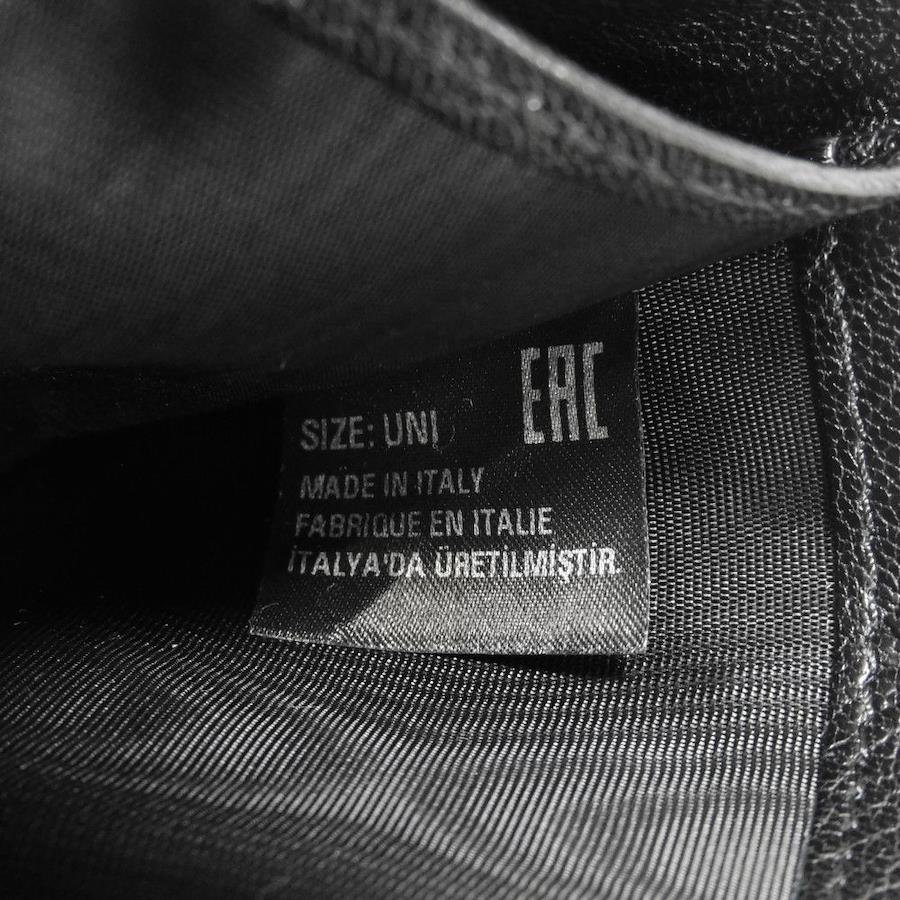 EAC
SIZE: UNI
MADE IN ITALY
FABRIQUE EN ITALIE
İTALYA'DA ÜRETİLMİŞTİR.